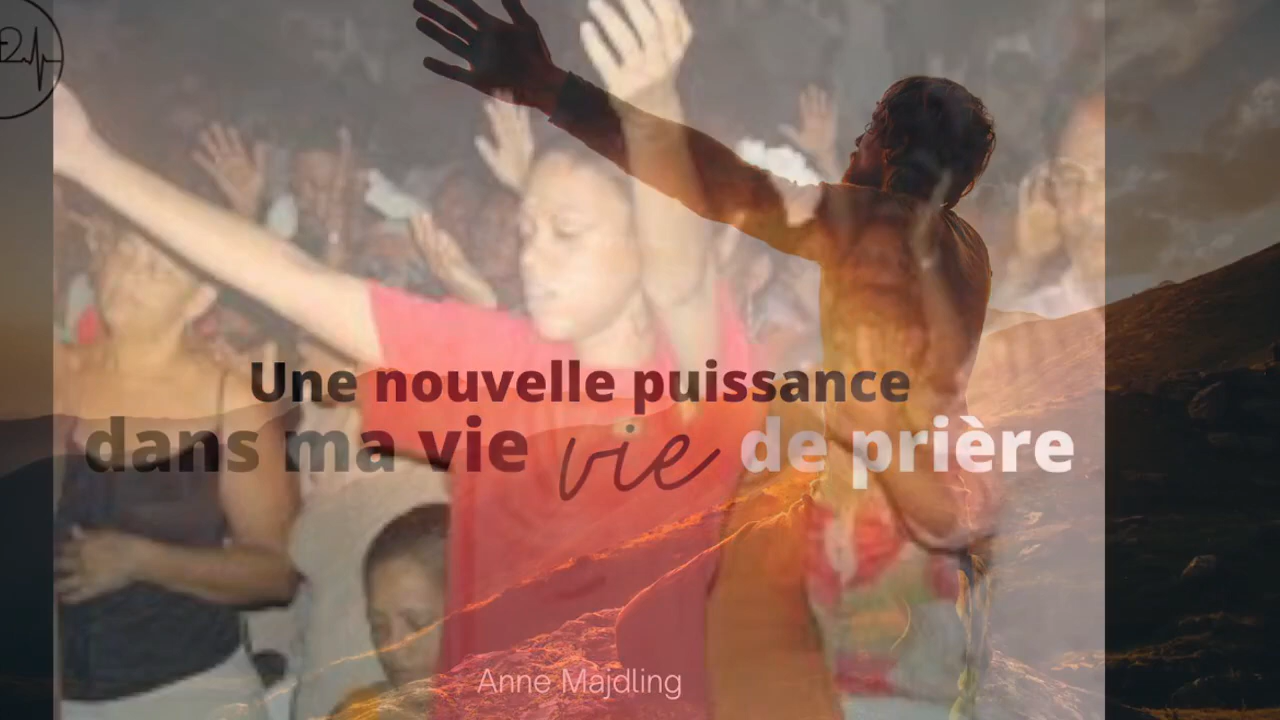 Une nouvelle puissance
dans ma vie vie de prière
Anne Majdling